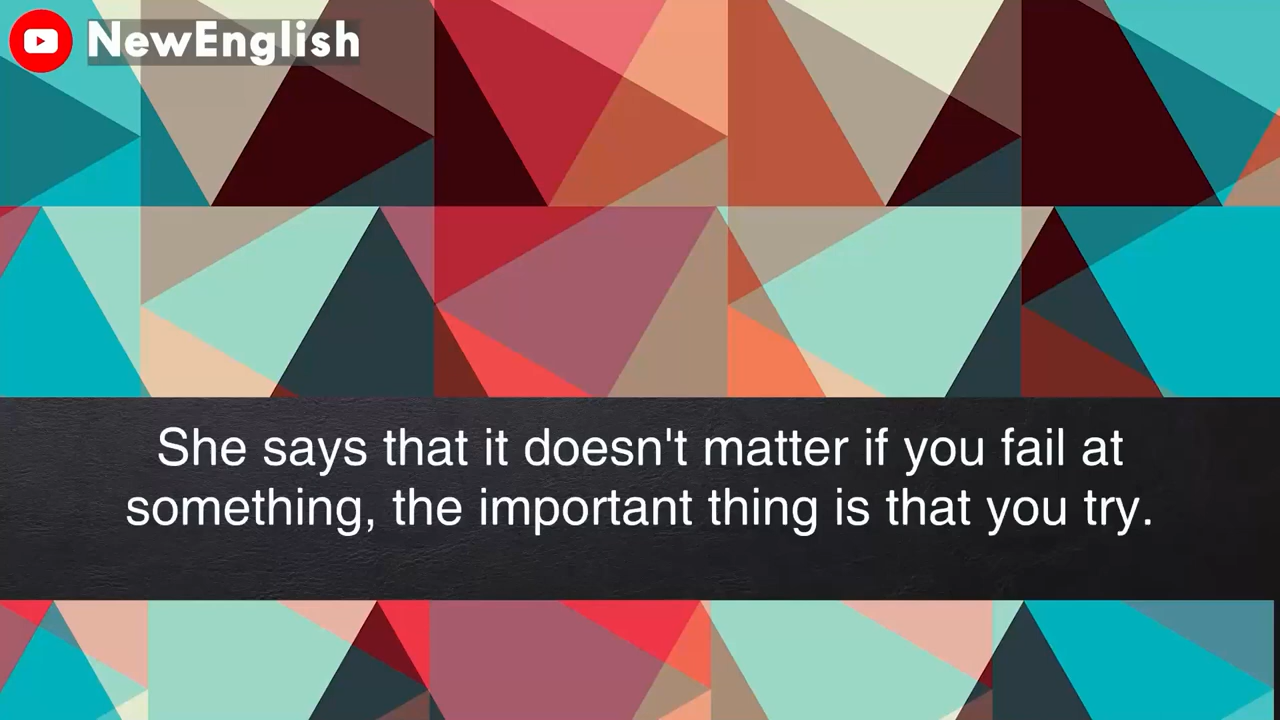 NewEnglish
She says that it doesn't matter if you fail at
something, the important thing is that you try.